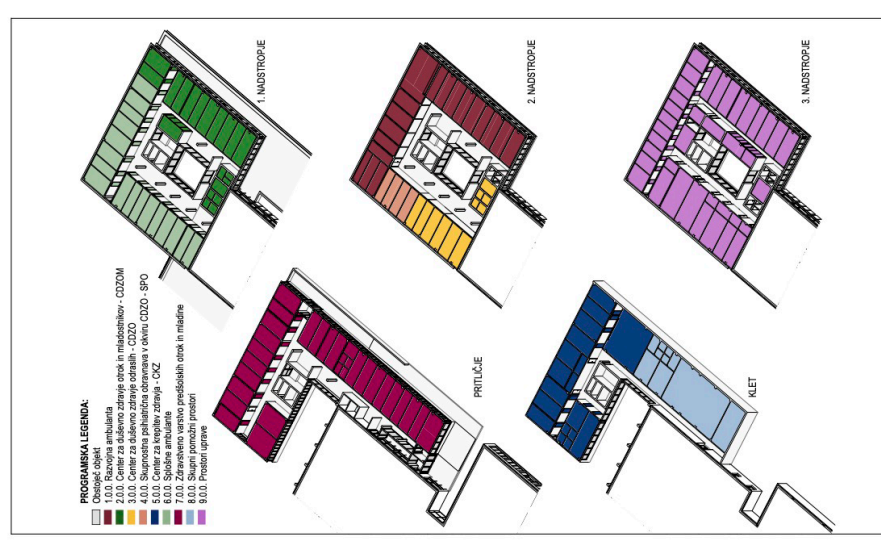 PROGRAMSKA LEGENDA:
Obstoječ objekt
1.0.0. Razvojna ambulanta
2.0.0. Center za duševno zdravje otrok in mladostnikov - CDZOM
3.0.0. Center za duševno zdravje odraslih - CDZO
4.0.0. Skupnostna psihiatrična obravnava v okviru CDZO - SPO
5.0.0. Center za krepitev zdravja - CKZ
6.0.0. Splošne ambulante
7.0.0. Zdravstveno varstvo predšolskih otrok in mladine
8.0.0. Skupni pomožni prostori
9.0.0. Prostori uprave
PRITLIČJE
KLET
1. NADSTROPJE
2. NADSTROPJE
3. NADSTROPJE